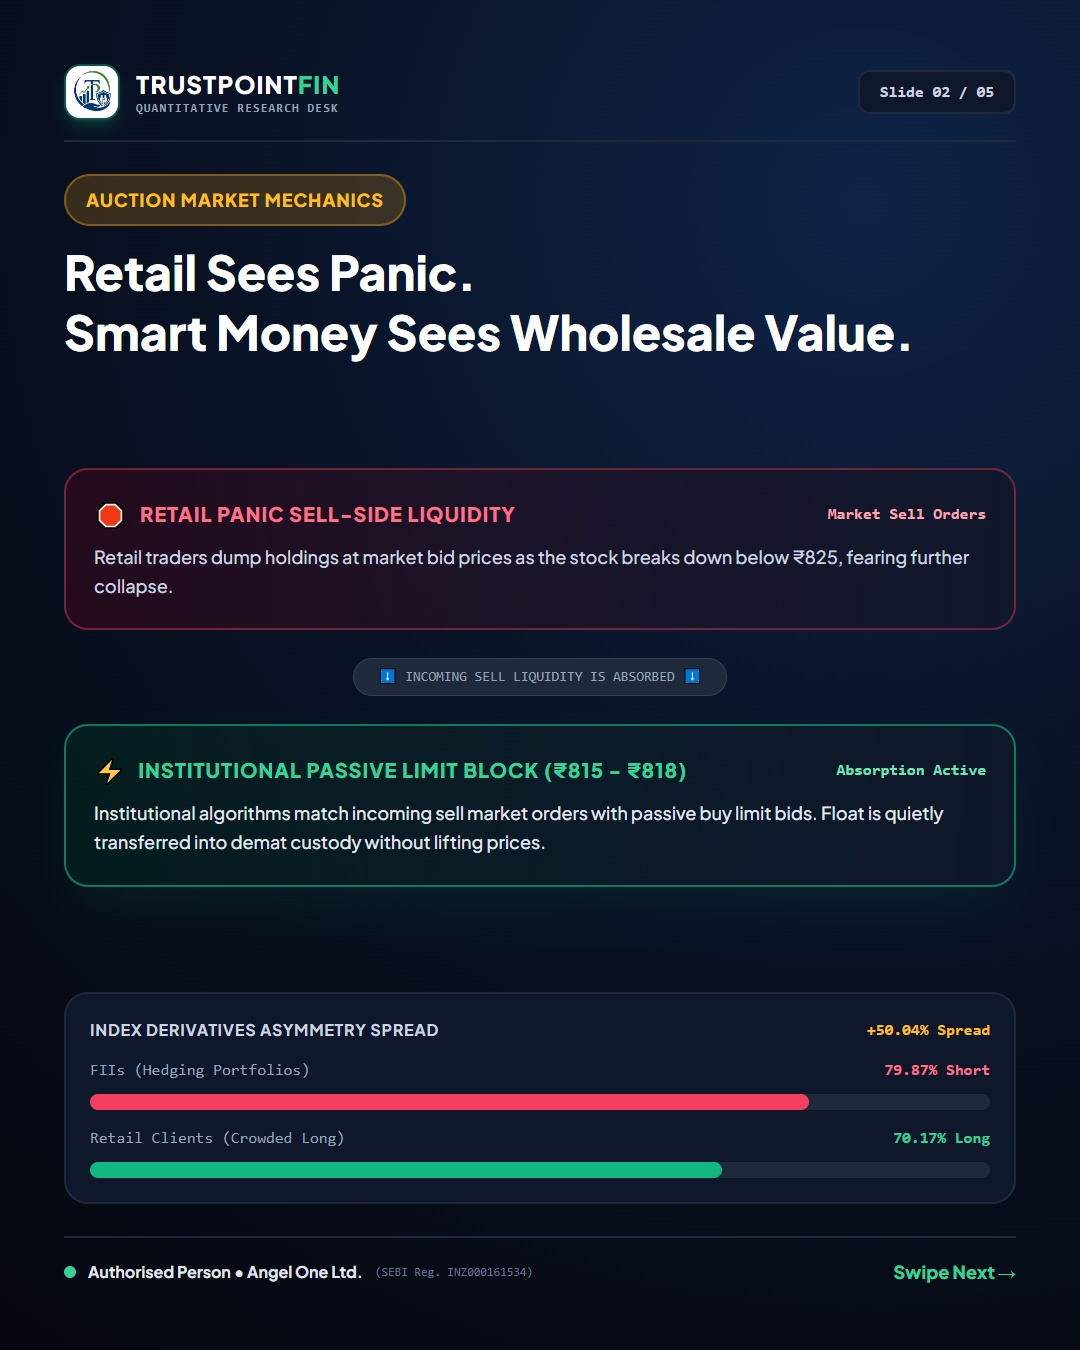 TRUSTPOINTFIN
QUANTITATIVE RESEARCH DESK
Slide 02 / 05
AUCTION MARKET MECHANICS
Retail Sees Panic.
Smart Money Sees Wholesale Value.
RETAIL PANIC SELL-SIDE LIQUIDITY
Market Sell Orders
Retail traders dump holdings at market bid prices as the stock breaks down below ₹825, fearing further
collapse.
⬇️ INCOMING SELL LIQUIDITY IS ABSORBED ⬇️
INSTITUTIONAL PASSIVE LIMIT BLOCK (₹815 - ₹818)
Absorption Active
Institutional algorithms match incoming sell market orders with passive buy limit bids. Float is quietly
transferred into demat custody without lifting prices.
INDEX DERIVATIVES ASYMMETRY SPREAD
+50.04% Spread
FIIs (Hedging Portfolios)
79.87% Short
Retail Clients (Crowded Long)
70.17% Long
Authorised Person • Angel One Ltd. (SEBI Reg. INZ000161534)
Swipe Next →